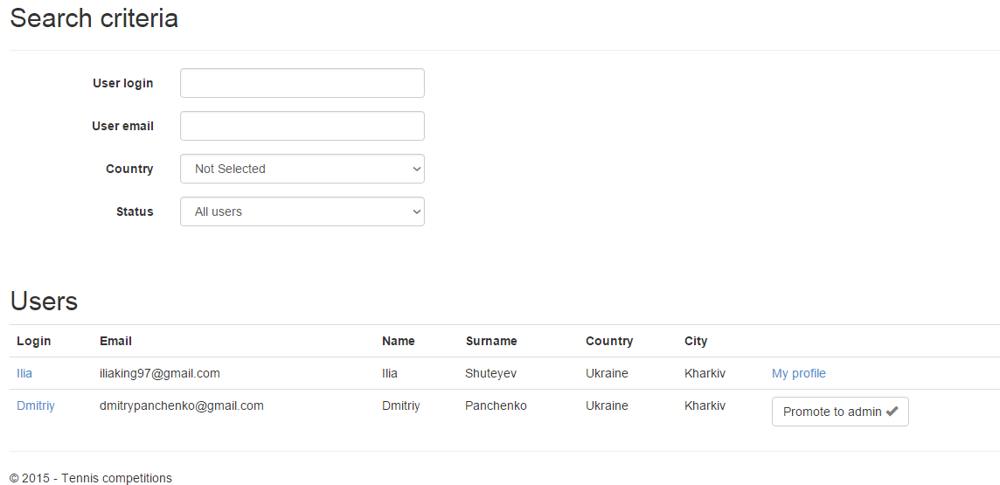 Search criteria
User login
User email
Country Not Selected
Status All users
Users
Login Email Name Surname Country City
Ilia iliaking97@gmail.com Ilia Shuteyev Ukraine Kharkiv My profile
Dmitriy dmitrypanchenko@gmail.com Dmitriy Panchenko Ukraine Kharkiv Promote to admin
© 2015 - Tennis competitions